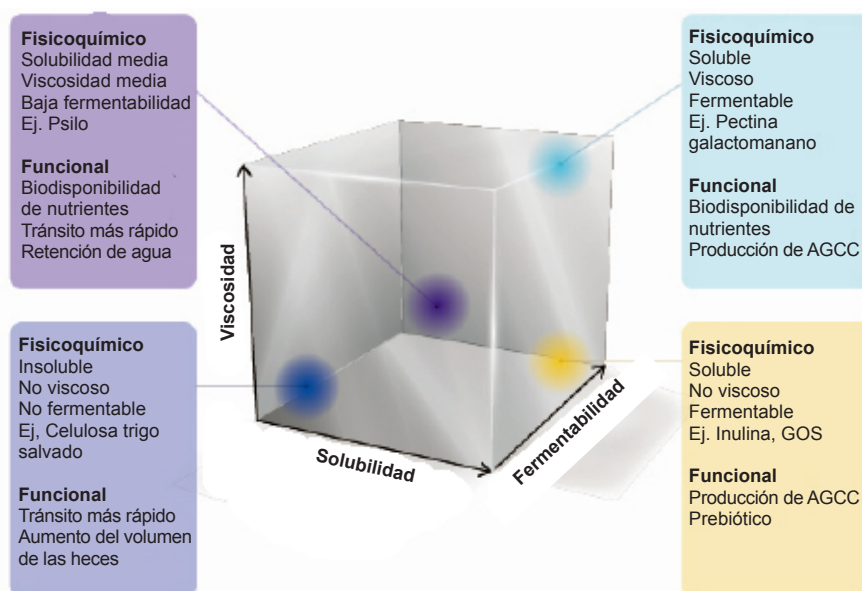 Fisicoquímico
Solubilidad media
Viscosidad media
Baja fermentabilidad
Ej. Psilo
Funcional
Biodisponibilidad
de nutrientes
Tránsito más rápido
Retención de agua
Fisicoquímico
Insoluble
No viscoso
No fermentable
Ej, Celulosa trigo
salvado
Funcional
Tránsito más rápido
Aumento del volumen
de las heces
Viscosidad
Solubilidad
Fermentabilidad
Fisicoquímico
Soluble
Viscoso
Fermentable
Ej. Pectina
galactomanano
Funcional
Biodisponibilidad de
nutrientes
Producción de AGCC
Fisicoquímico
Soluble
No viscoso
Fermentable
Ej. Inulina, GOS
Funcional
Producción de AGCC
Prebiótico